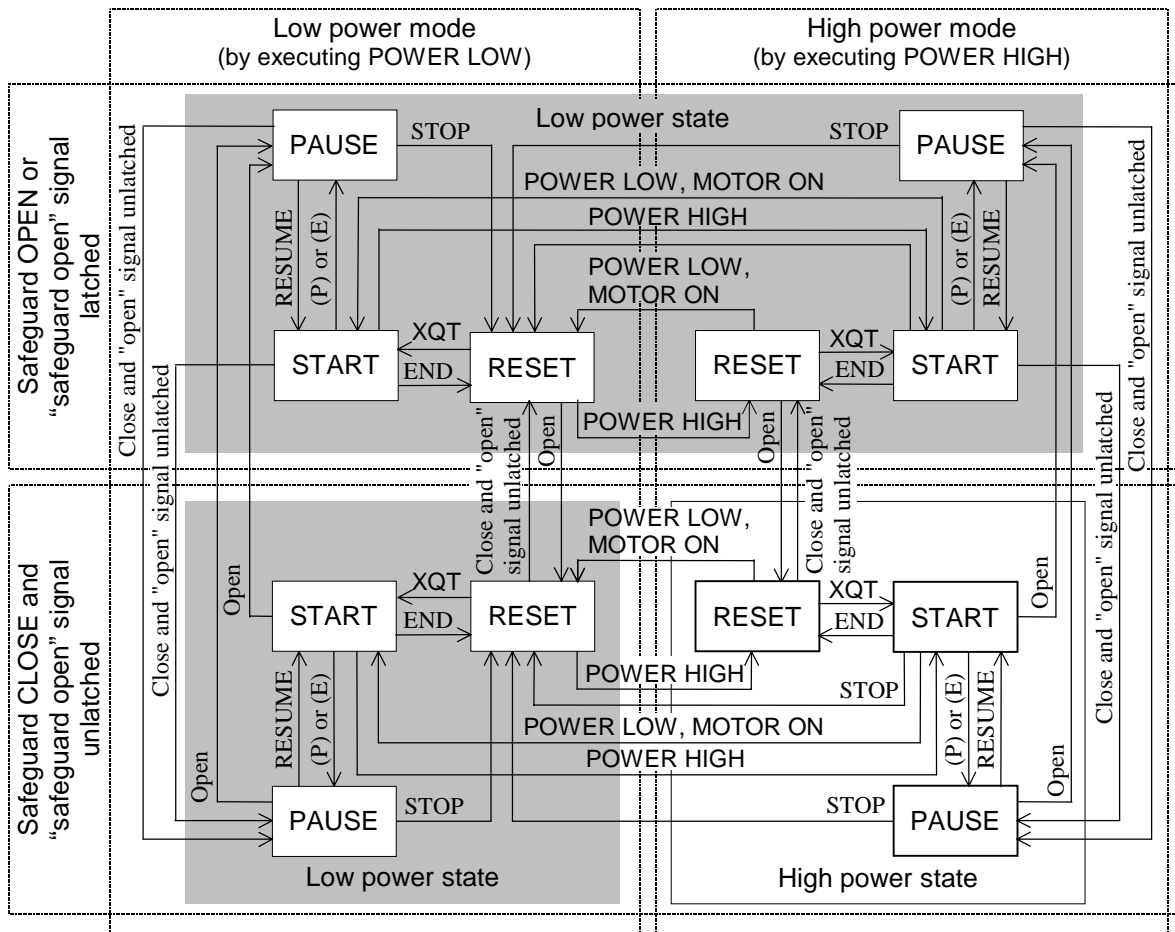 Low power mode
(by executing POWER LOW)
High power mode
(by executing POWER HIGH)
Safeguard OPEN or
“safeguard open” signal
latched
Close and "open" signal unlatched
Close and "open" signal unlatched
PAUSE
STOP
Low power state
STOP
PAUSE
Close and "open" signal unlatched
Close and "open" signal unlatched
RESUME
(P) or (E)
POWER LOW, MOTOR ON
POWER HIGH
(P) or (E)
RESUME
POWER LOW,
MOTOR ON
START
XQT
END
RESET
RESET
XQT
END
START
POWER HIGH
Close and "open"
signal unlatched
Open
Open
Close and "open"
signal unlatched
Safeguard CLOSE and
“safeguard open” signal
unlatched
POWER LOW,
MOTOR ON
Open
START
XQT
END
RESET
RESET
XQT
END
START
Open
POWER HIGH
STOP
RESUME
(P) or (E)
POWER LOW, MOTOR ON
POWER HIGH
(P) or (E)
RESUME
Open
PAUSE
STOP
STOP
PAUSE
Open
Low power state
High power state